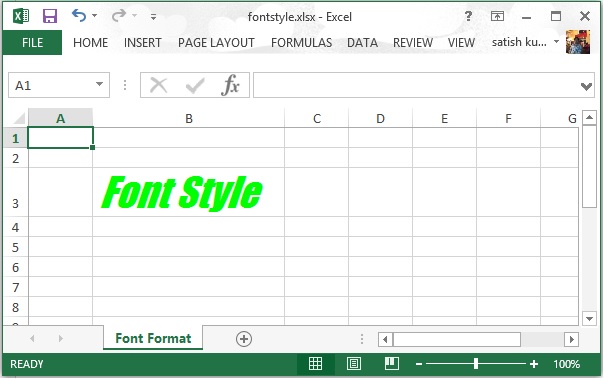 fontstyle.xlsx - Excel
FILE HOME INSERT PAGE LAYOUT FORMULAS DATA REVIEW VIEW satish ku...
A1 fx
A B C D E F G
1
2
3 Font Style
4
5
6
7
8
Font Format
READY 100%